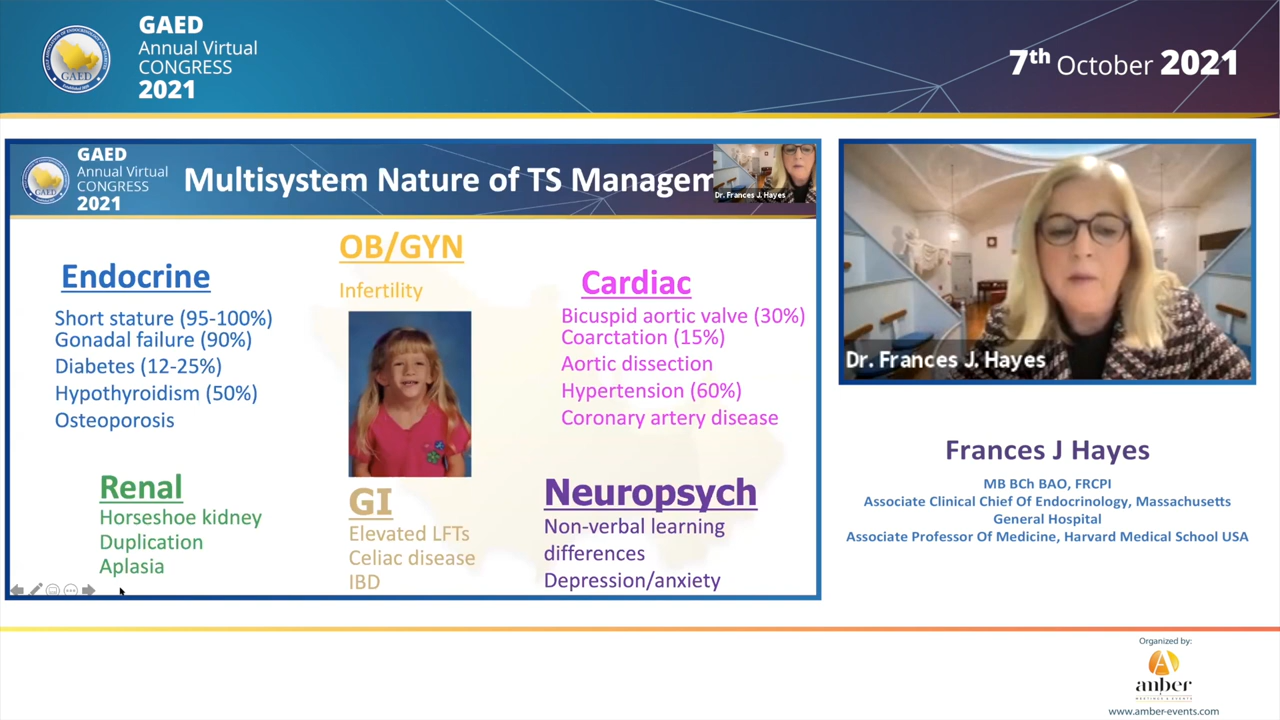 GAED
Annual Virtual
CONGRESS
2021
GAED
7th October 2021
GAED
Annual Virtual
CONGRESS
2021
Multisystem Nature of TS Managem
Dr. Frances J. Hayes
OB/GYN
Infertility
Endocrine
Short stature (95-100%)
Gonadal failure (90%)
Diabetes (12-25%)
Hypothyroidism (50%)
Osteoporosis
Cardiac
Bicuspid aortic valve (30%)
Coarctation (15%)
Aortic dissection
Hypertension (60%)
Coronary artery disease
Renal
Horseshoe kidney
Duplication
Aplasia
GI
Elevated LFTs
Celiac disease
IBD
Neuropsych
Non-verbal learning
differences
Depression/anxiety
Dr. Frances J. Hayes
Frances J Hayes
MB BCh BAO, FRCPI
Associate Clinical Chief Of Endocrinology, Massachusetts
General Hospital
Associate Professor Of Medicine, Harvard Medical School USA
Organized by:
anber
MEETINGS & EVENTS
www.amber-events.com